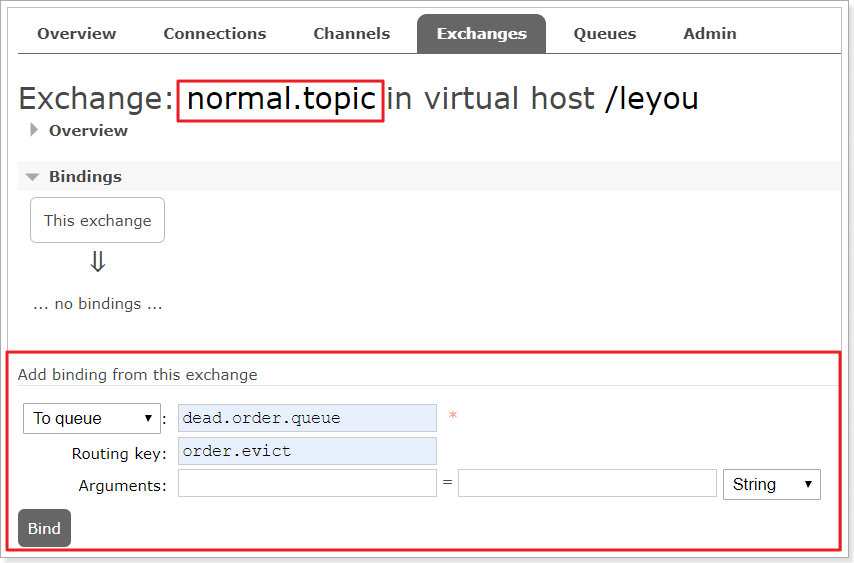 Overview Connections Channels Exchanges Queues Admin
Exchange: normal.topic in virtual host /leyou
Overview
Bindings
This exchange
⇓
... no bindings ...
Add binding from this exchange
To queue : dead.order.queue *
Routing key: order.evict
Arguments: = String
Bind